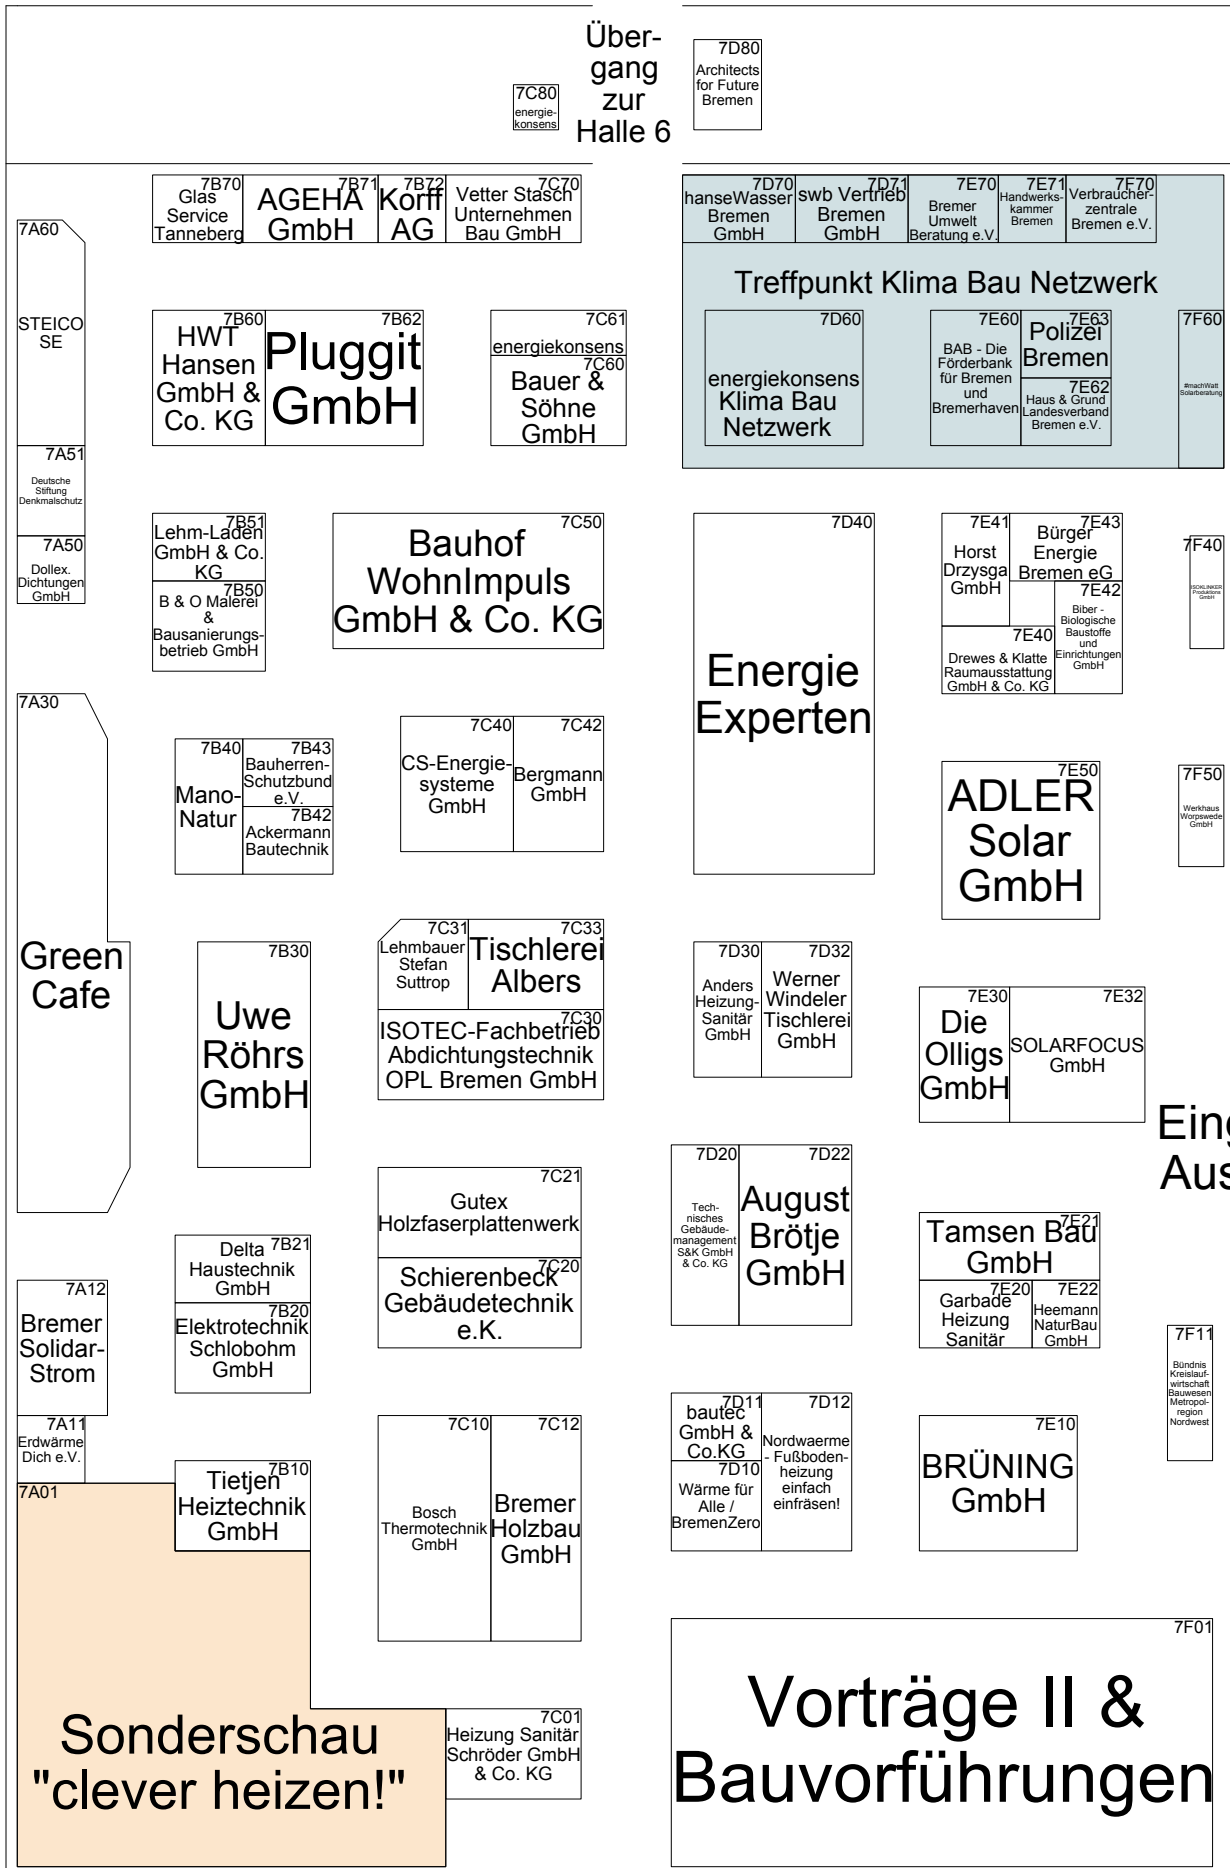 Über-
gang
zur
Halle 6
7D80
Architects
for Future
Bremen
7C80
energie-
konsens
7B70
Glas
Service
Tanneberg
7B71
AGEHA
GmbH
7B72
Korff
AG
7C70
Vetter Stasch
Unternehmen
Bau GmbH
7D70
hanseWasser
Bremen
GmbH
7D71
swb Vertrieb
Bremen
GmbH
7E70
Bremer
Umwelt
Beratung e.V.
7E71
Handwerks-
kammer
Bremen
7F70
Verbraucher-
zentrale
Bremen e.V.
Treffpunkt Klima Bau Netzwerk
7A60
STEICO
SE
7B60
HWT
Hansen
GmbH &
Co. KG
7B62
Pluggit
GmbH
7C61
energiekonsens
7C60
Bauer &
Söhne
GmbH
7D60
energiekonsens
Klima Bau
Netzwerk
7E60
BAB - Die
Förderbank
für Bremen
und
Bremerhaven
7E63
Polizei
Bremen
7E62
Haus & Grund
Landesverband
Bremen e.V.
7F60
#machWatt
Solarberatung
7A51
Deutsche
Stiftung
Denkmalschutz
7A50
Dollex.
Dichtungen
GmbH
7B51
Lehm-Laden
GmbH & Co.
KG
7B50
B & O Malerei
&
Bausanierungs-
betrieb GmbH
7C50
Bauhof
WohnImpuls
GmbH & Co. KG
7D40
Energie
Experten
7E41
Horst
Drzysga
GmbH
7E43
Bürger
Energie
Bremen eG
7E42
Biber -
Biologische
Baustoffe
und
Einrichtungen
GmbH
7E40
Drewes & Klatte
Raumausstattung
GmbH & Co. KG
7F40
ISOKLINKER
Produktions
GmbH
7A30
Green
Cafe
7B40
Mano-
Natur
7B43
Bauherren-
Schutzbund
e.V.
7B42
Ackermann
Bautechnik
7C40
CS-Energie-
systeme
GmbH
7C42
Bergmann
GmbH
7E50
ADLER
Solar
GmbH
7F50
Werkhaus
Worpswede
GmbH
7B30
Uwe
Röhrs
GmbH
7C31
Lehmbauer
Stefan
Suttrop
7C33
Tischlerei
Albers
7C30
ISOTEC-Fachbetrieb
Abdichtungstechnik
OPL Bremen GmbH
7D30
Anders
Heizung-
Sanitär
GmbH
7D32
Werner
Windeler
Tischlerei
GmbH
7E30
Die
Olligs
GmbH
7E32
SOLARFOCUS
GmbH
7C21
Gutex
Holzfaserplattenwerk
7C20
Schierenbeck
Gebäudetechnik
e.K.
7D20
Tech-
nisches
Gebäude-
management
S&K GmbH
& Co. KG
7D22
August
Brötje
GmbH
7E21
Tamsen Bau
GmbH
7E20
Garbade
Heizung
Sanitär
7E22
Heemann
NaturBau
GmbH
7B21
Delta
Haustechnik
GmbH
7B20
Elektrotechnik
Schlobohm
GmbH
7A12
Bremer
Solidar-
Strom
7A11
Erdwärme
Dich e.V.
7F11
Bündnis
Kreislauf-
wirtschaft
Bauwesen
Metropol-
region
Nordwest
7A01
Sonderschau
"clever heizen!"
7B10
Tietjen
Heiztechnik
GmbH
7C10
Bosch
Thermotechnik
GmbH
7C12
Bremer
Holzbau
GmbH
7D11
bautec
GmbH &
Co.KG
7D10
Wärme für
Alle /
BremenZero
7D12
Nordwaerme
- Fußboden-
heizung
einfach
einfräsen!
7E10
BRÜNING
GmbH
7C01
Heizung Sanitär
Schröder GmbH
& Co. KG
7F01
Vorträge II &
Bauvorführungen